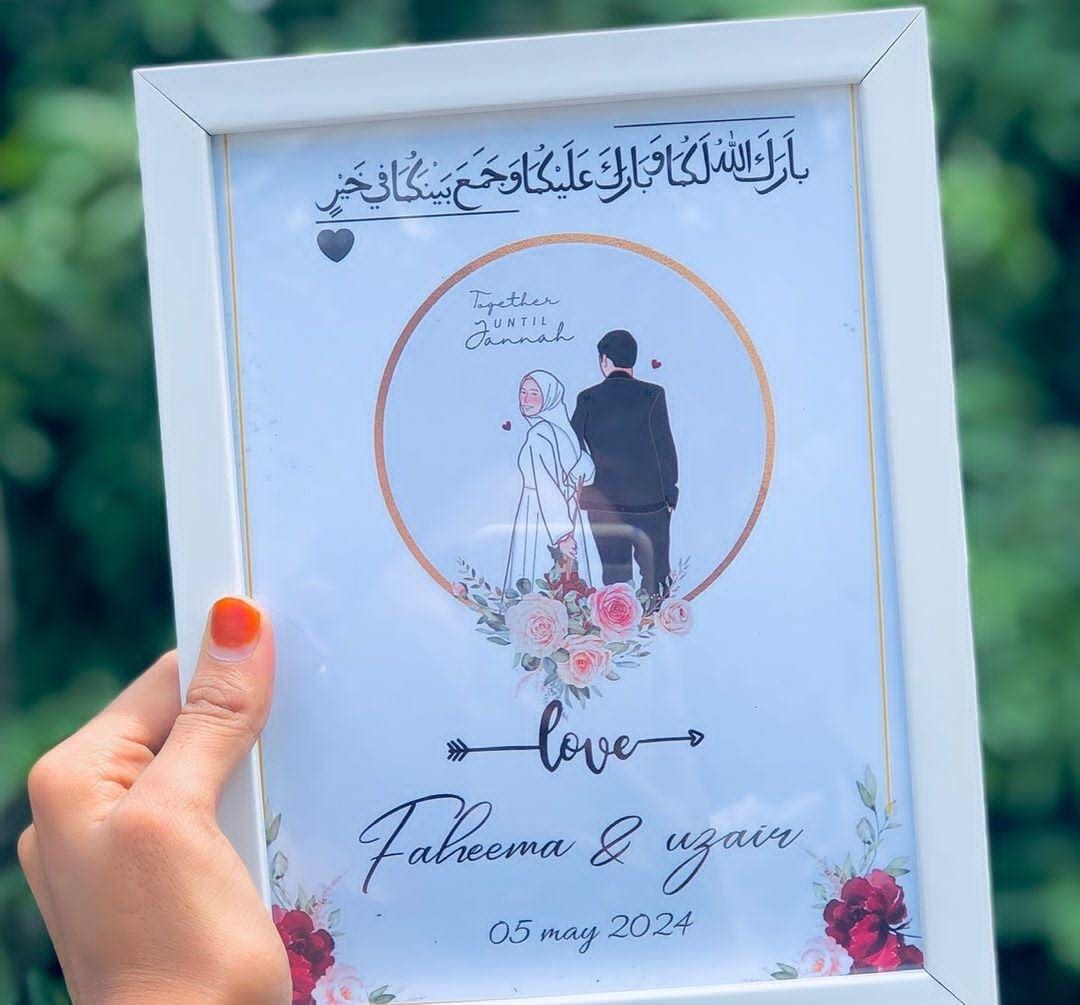 بَارَكَ اللهُ لَكُمَا وَبَارَكَ عَلَيْكُمَا وَجَمَعَ بَيْنَكُمَا فِي خَيْرٍ
Together
UNTIL
Jannah
love
Faheema & uzair
05 may 2024